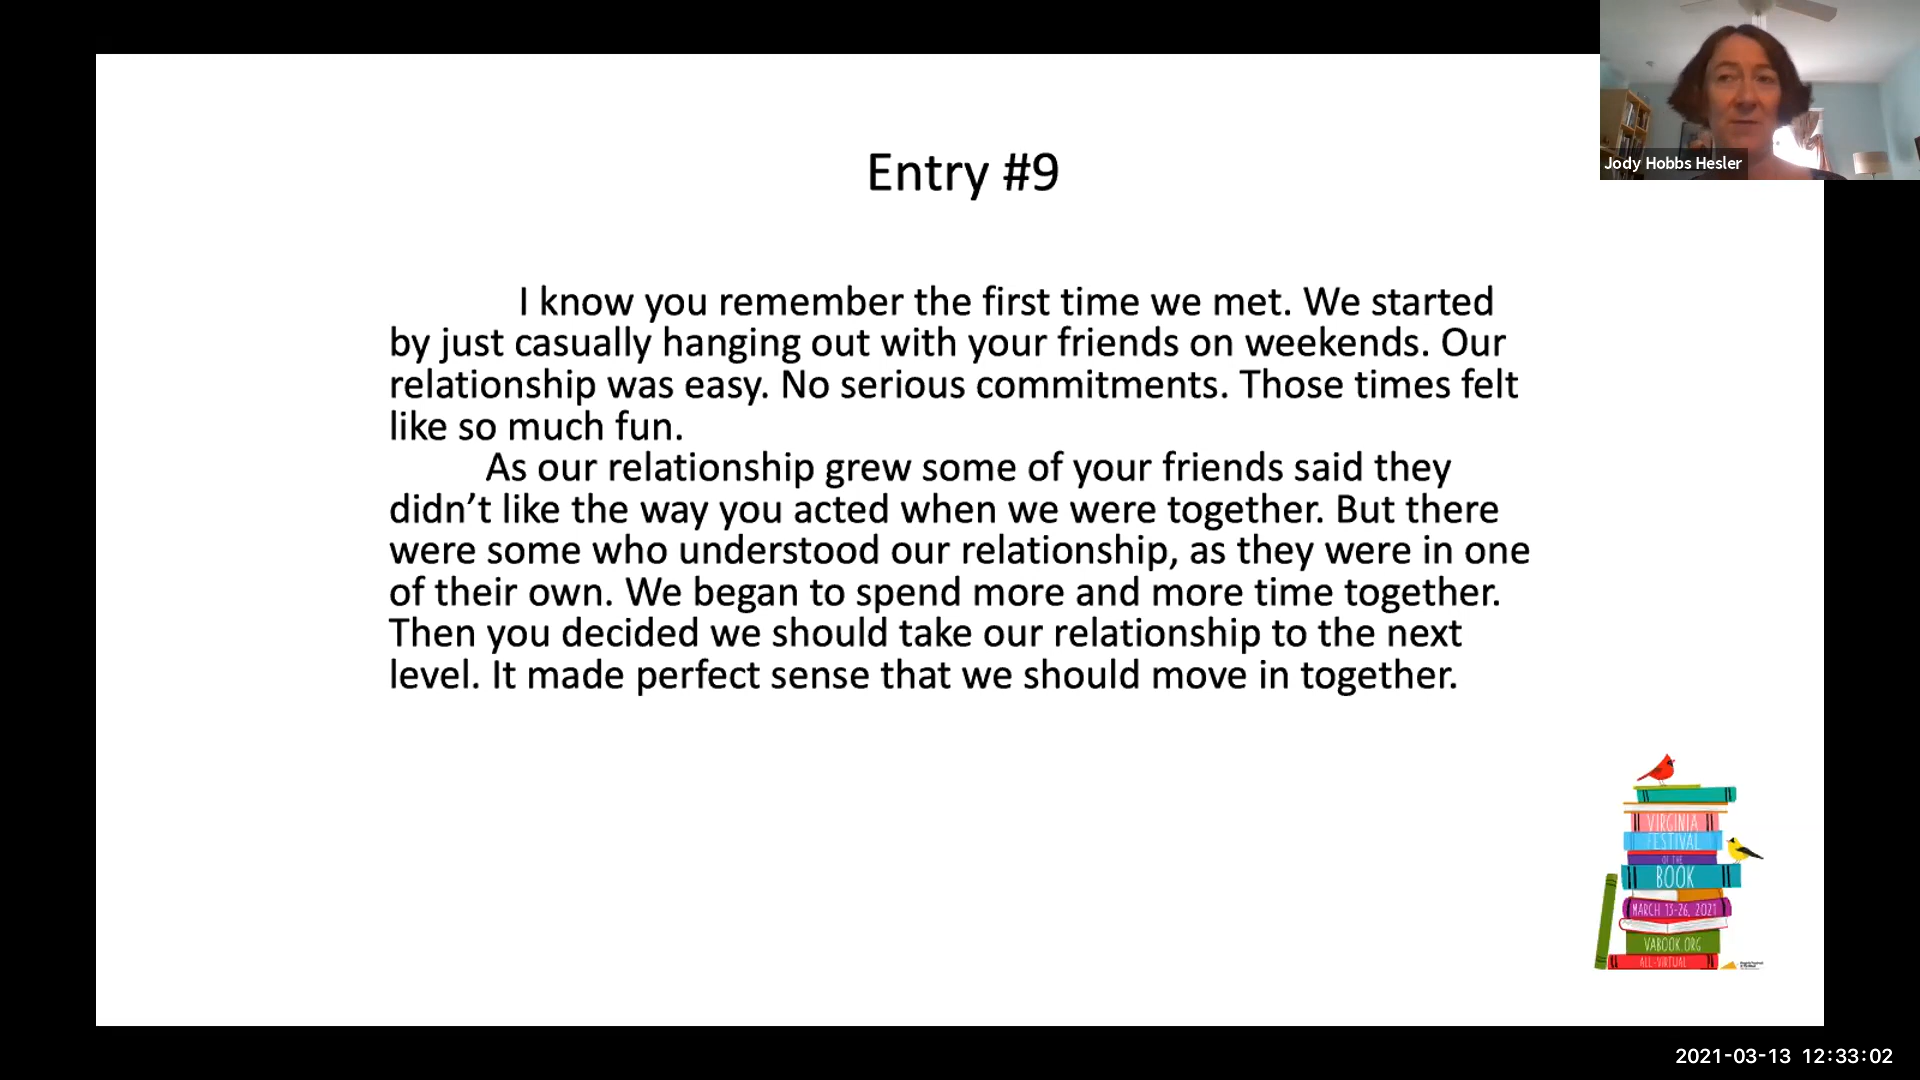 Jody Hobbs Hesler
Entry #9
I know you remember the first time we met. We started
by just casually hanging out with your friends on weekends. Our
relationship was easy. No serious commitments. Those times felt
like so much fun.
As our relationship grew some of your friends said they
didn’t like the way you acted when we were together. But there
were some who understood our relationship, as they were in one
of their own. We began to spend more and more time together.
Then you decided we should take our relationship to the next
level. It made perfect sense that we should move in together.
VIRGINIA
FESTIVAL
OF THE
BOOK
MARCH 13-26, 2021
VABOOK.ORG
ALL-VIRTUAL
2021-03-13 12:33:02